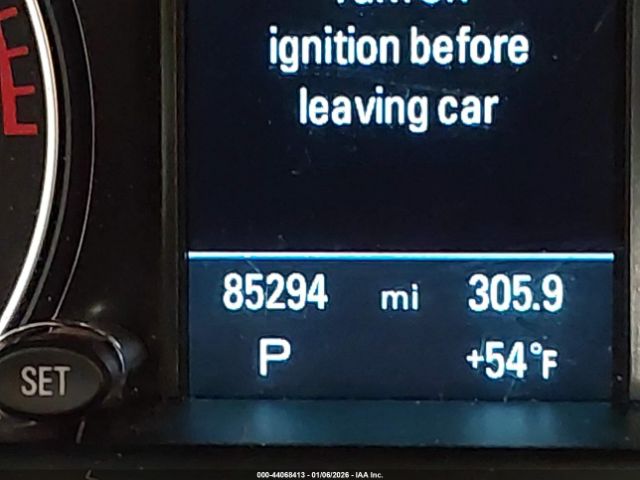 ignition before
leaving car
85294 mi 305.9
P +54°F
SET
000-44068413 - 01/06/2026 - IAA Inc.